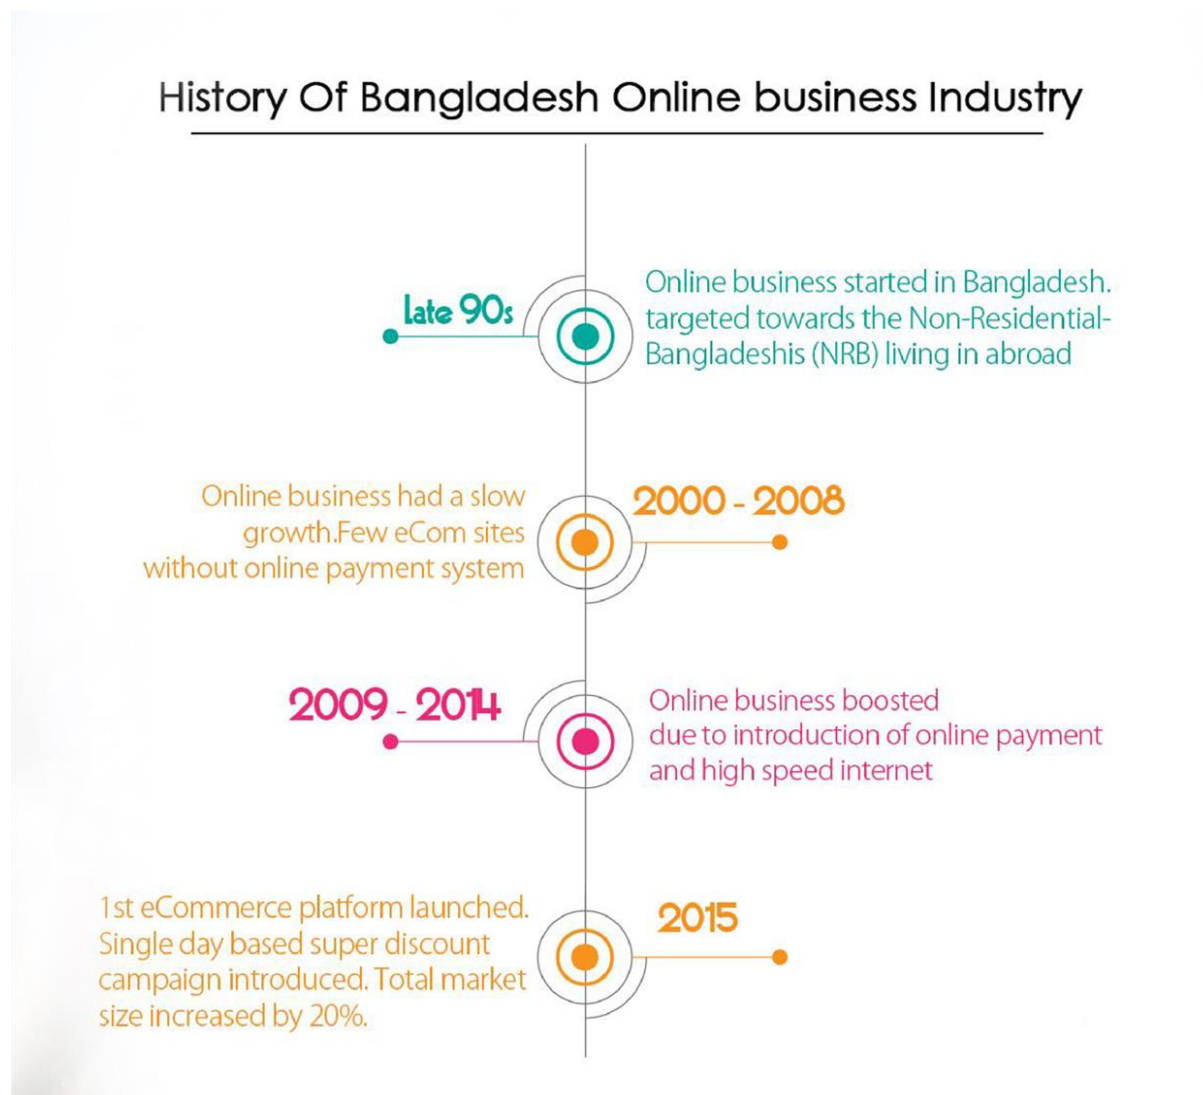 History Of Bangladesh Online business Industry
Late 90s
Online business started in Bangladesh.
targeted towards the Non-Residential-
Bangladeshis (NRB) living in abroad
2000 - 2008
Online business had a slow
growth.Few eCom sites
without online payment system
2009 - 2014
Online business boosted
due to introduction of online payment
and high speed internet
2015
1st eCommerce platform launched.
Single day based super discount
campaign introduced. Total market
size increased by 20%.